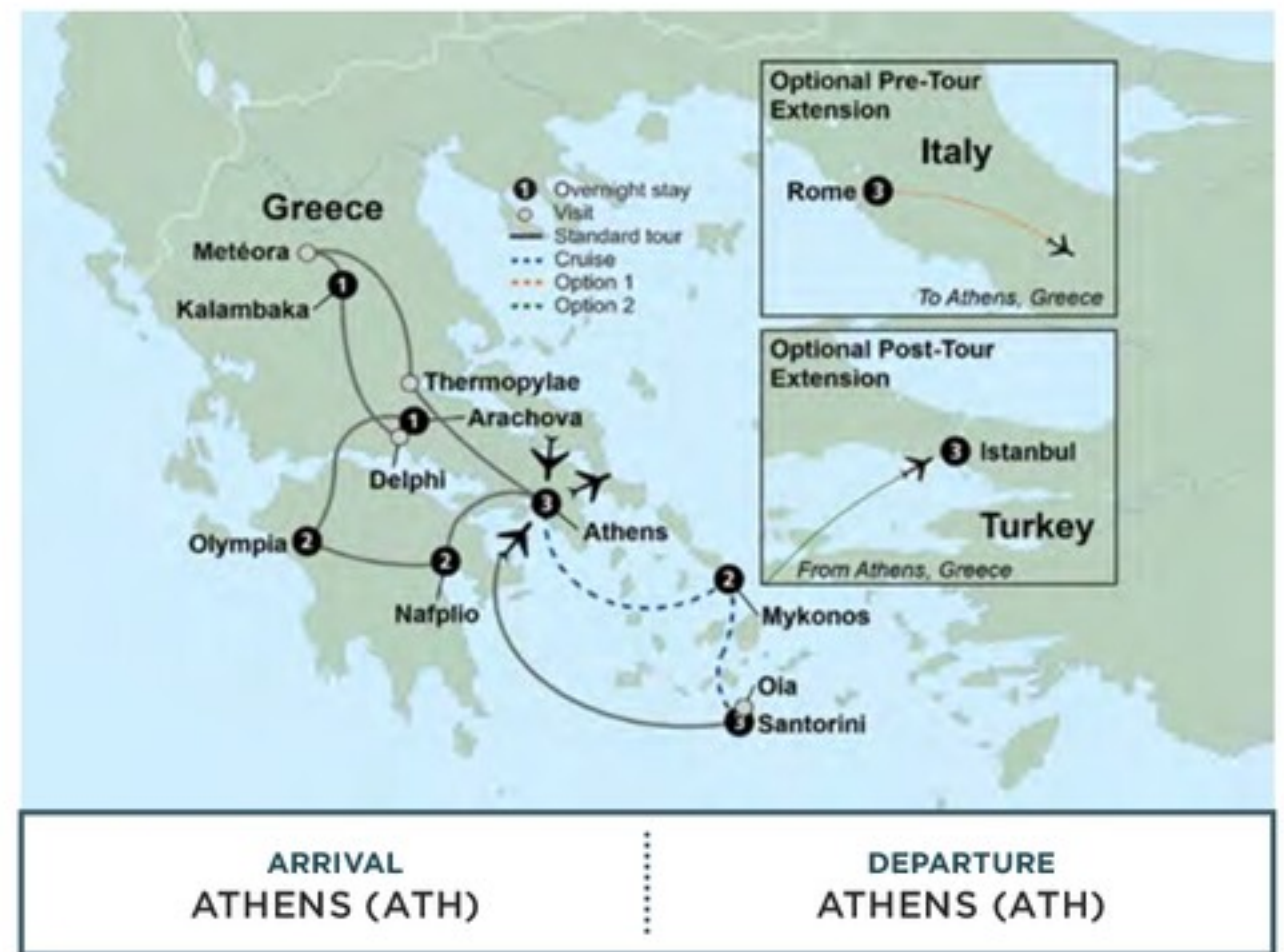 Optional Pre-Tour
Extension
Italy
Rome 3
To Athens, Greece
1 Overnight stay
Visit
Standard tour
Cruise
Option 1
Option 2
Greece
Metéora
1
Kalambaka
Thermopylae
1
Arachova
Delphi
3
Athens
Olympia 2
2
Nafplio
2
Mykonos
Oia
3 Santorini
Optional Post-Tour
Extension
3 Istanbul
Turkey
From Athens, Greece
ARRIVAL
ATHENS (ATH)
DEPARTURE
ATHENS (ATH)